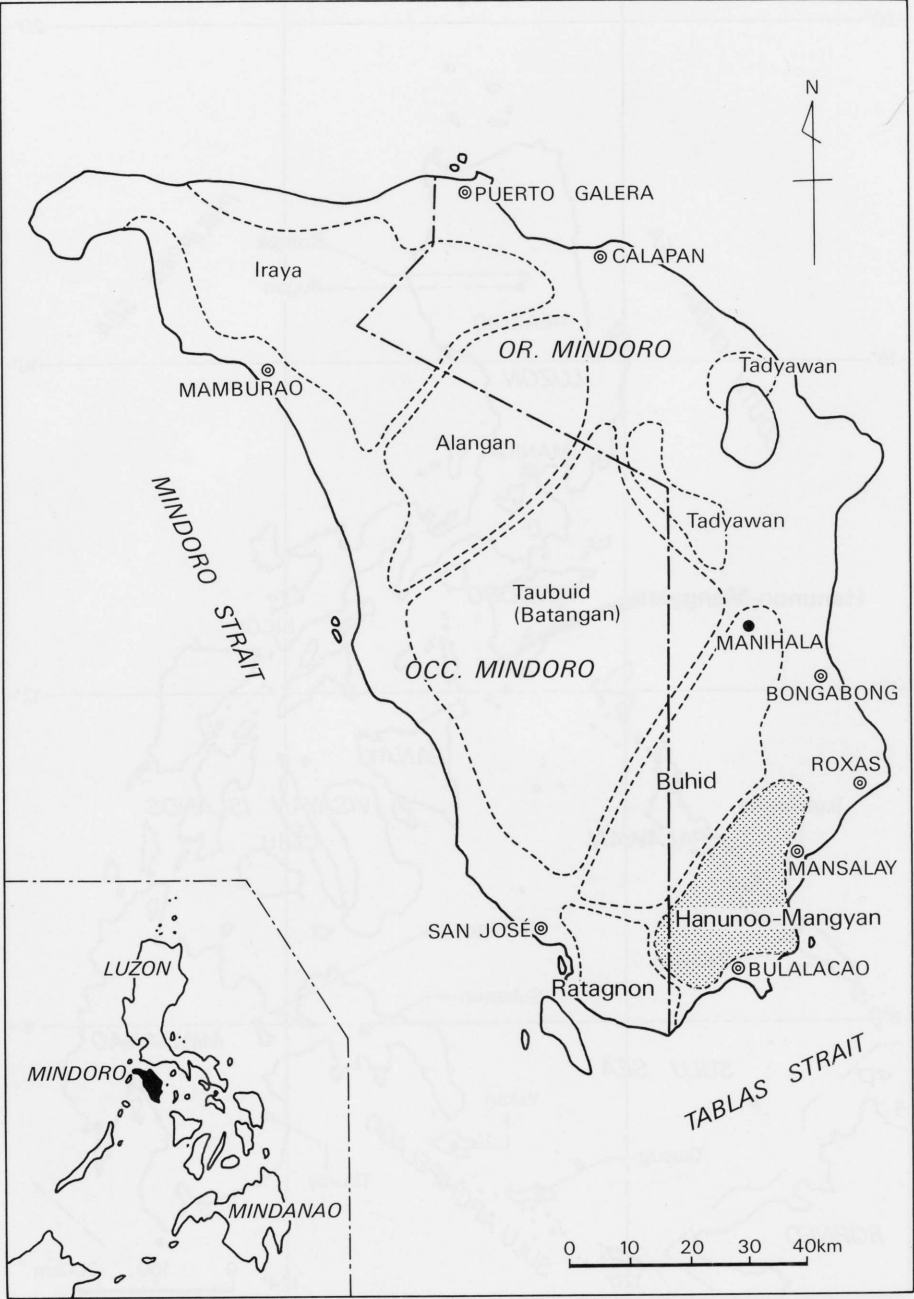 N
PUERTO GALERA
CALAPAN
Iraya
OR. MINDORO
Tadyawan
MAMBURAO
Alangan
MINDORO STRAIT
Tadyawan
Taubuid
(Batangan)
MANIHALA
OCC. MINDORO
BONGABONG
ROXAS
Buhid
MANSALAY
Hanunoo-Mangyan
SAN JOSÉ
BULALACAO
Ratagnon
LUZON
MINDORO
TABLAS STRAIT
MINDANAO
0 10 20 30 40km